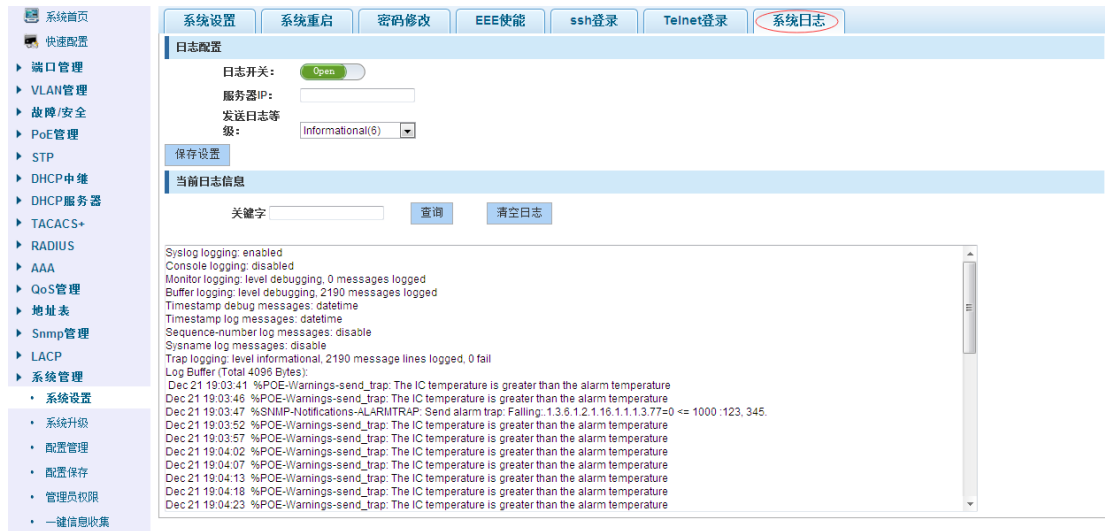 系统首页
快速配置
端口管理
VLAN管理
故障/安全
PoE管理
STP
DHCP中继
DHCP服务器
TACACS+
RADIUS
AAA
QoS管理
地址表
Snmp管理
LACP
系统管理
系统设置
系统升级
配置管理
配置保存
管理员权限
一键信息收集
系统设置 系统重启 密码修改 EEE使能 ssh登录 Telnet登录 系统日志
日志配置
日志开关： Open
服务器IP：
发送日志等
级： Informational(6)
保存设置
当前日志信息
关键字 查询 清空日志
Syslog logging: enabled
Console logging: disabled
Monitor logging: level debugging, 0 messages logged
Buffer logging: level debugging, 2190 messages logged
Timestamp debug messages: datetime
Timestamp log messages: datetime
Sequence-number log messages: disable
Sysname log messages: disable
Trap logging: level informational, 2190 message lines logged, 0 fail
Log Buffer (Total 4096 Bytes):
Dec 21 19:03:41 %POE-Warnings-send_trap: The IC temperature is greater than the alarm temperature
Dec 21 19:03:46 %POE-Warnings-send_trap: The IC temperature is greater than the alarm temperature
Dec 21 19:03:47 %SNMP-Notifications-ALARMTRAP: Send alarm trap: Falling:.1.3.6.1.2.1.16.1.1.1.3.77=0 <= 1000 :123, 345.
Dec 21 19:03:52 %POE-Warnings-send_trap: The IC temperature is greater than the alarm temperature
Dec 21 19:03:57 %POE-Warnings-send_trap: The IC temperature is greater than the alarm temperature
Dec 21 19:04:02 %POE-Warnings-send_trap: The IC temperature is greater than the alarm temperature
Dec 21 19:04:07 %POE-Warnings-send_trap: The IC temperature is greater than the alarm temperature
Dec 21 19:04:13 %POE-Warnings-send_trap: The IC temperature is greater than the alarm temperature
Dec 21 19:04:18 %POE-Warnings-send_trap: The IC temperature is greater than the alarm temperature
Dec 21 19:04:23 %POE-Warnings-send_trap: The IC temperature is greater than the alarm temperature